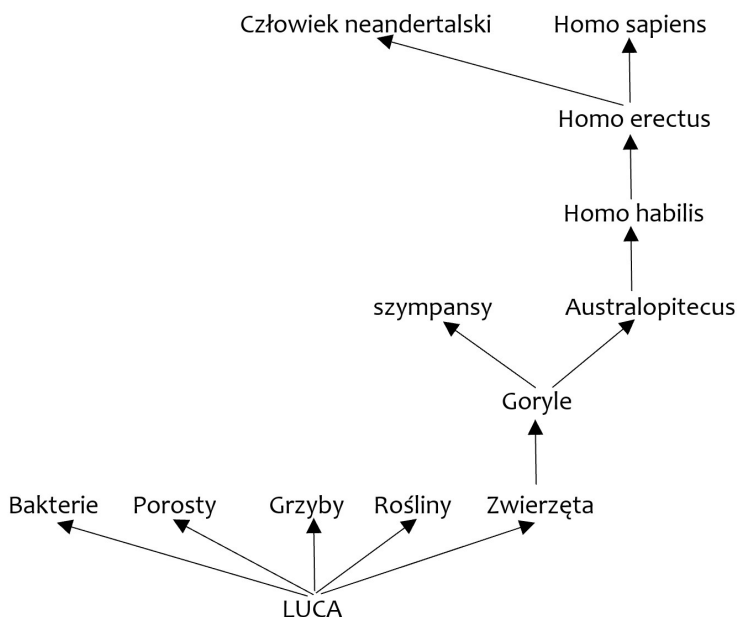 Człowiek neandertalski Homo sapiens
Homo erectus
Homo habilis
szympansy Australopitecus
Goryle
Bakterie Porosty Grzyby Rośliny Zwierzęta
LUCA